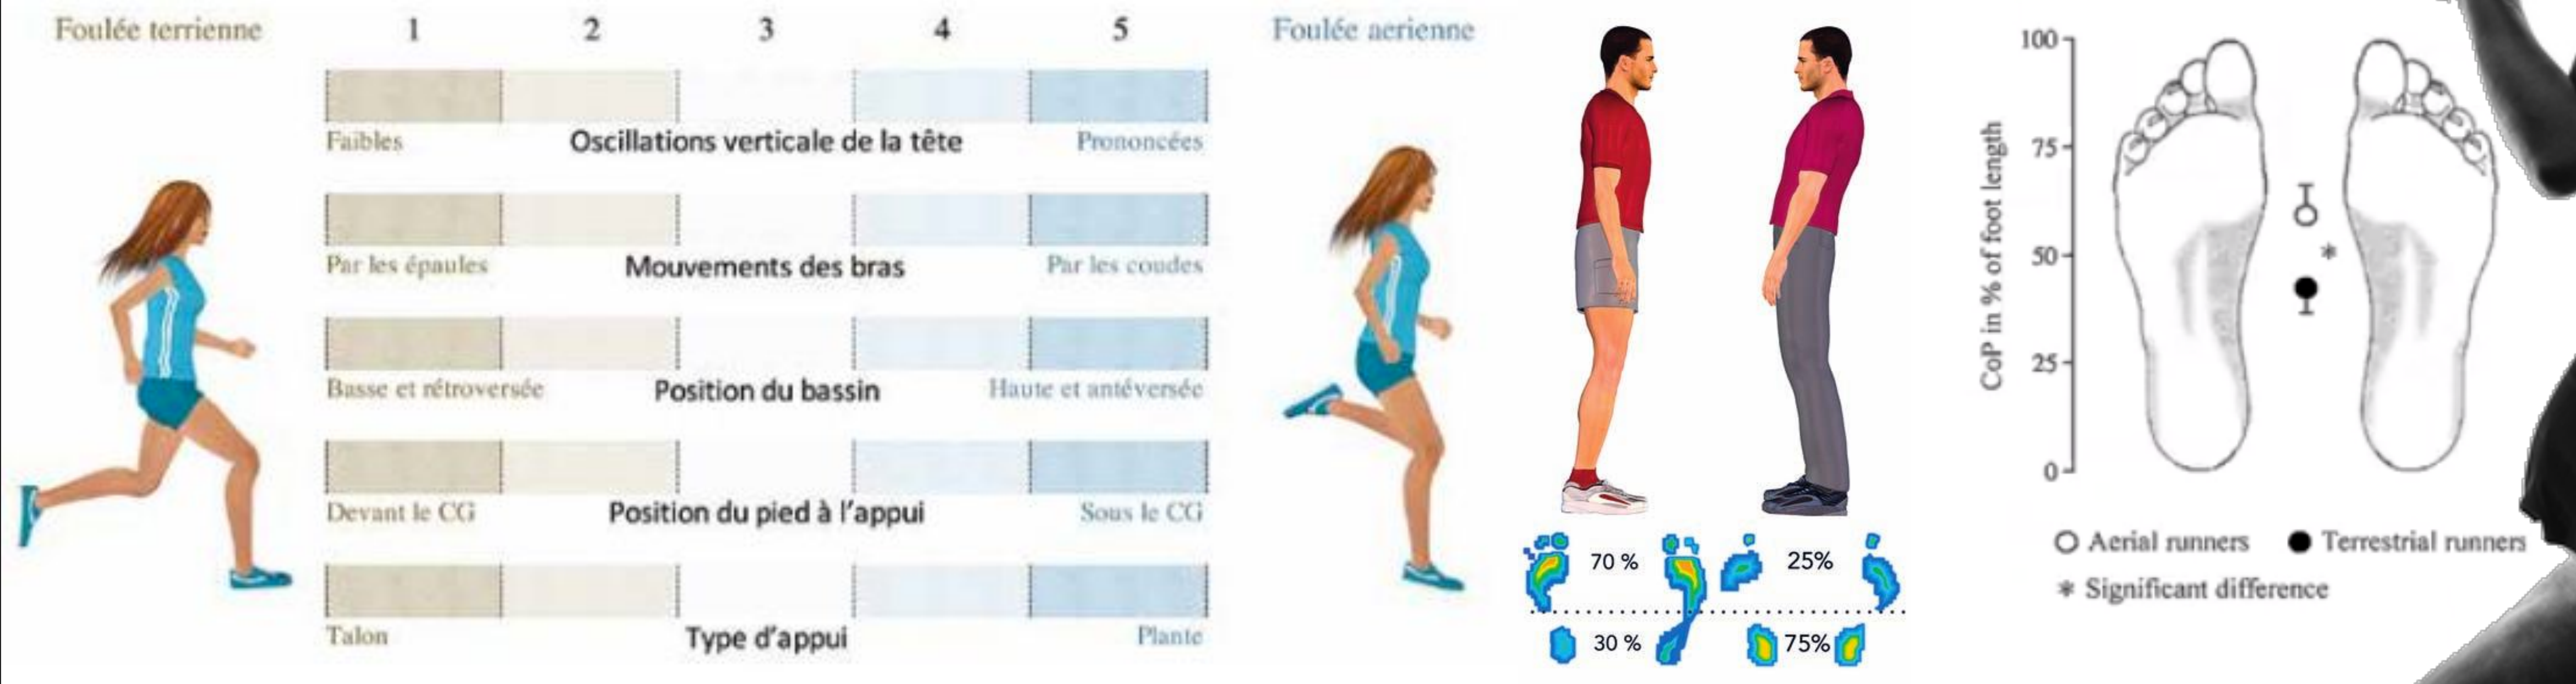 Foulée terrienne 1 2 3 4 5 Foulée aerienne
Faibles Oscillations verticale de la tête Prononcées
Par les épaules Mouvements des bras Par les coudes
Basse et rétroversée Position du bassin Haute et antéversée
Devant le CG Position du pied à l'appui Sous le CG
Talon Type d'appui Plante
70 % 25%
30 % 75%
CoP in % of foot length
100
75
50
25
0
*
Aerial runners Terrestrial runners
* Significant difference